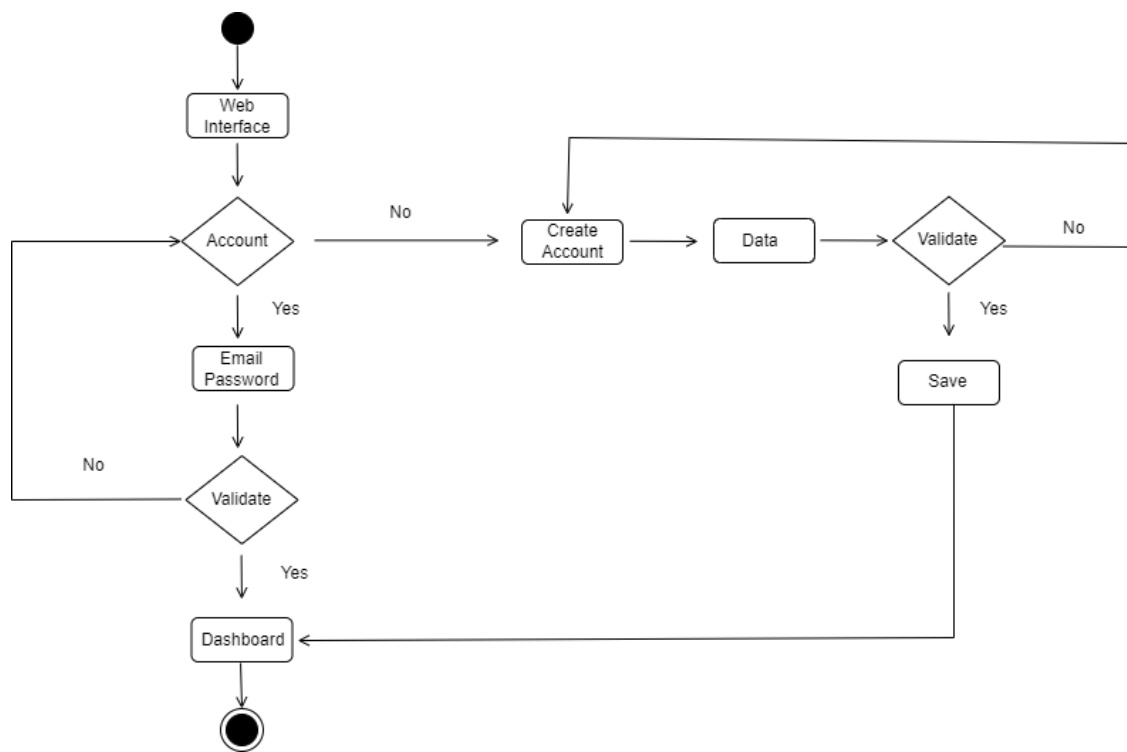 Web
Interface
Account
No
Create
Account
Data
Validate
No
Yes
Yes
Email
Password
Save
No
Validate
Yes
Dashboard